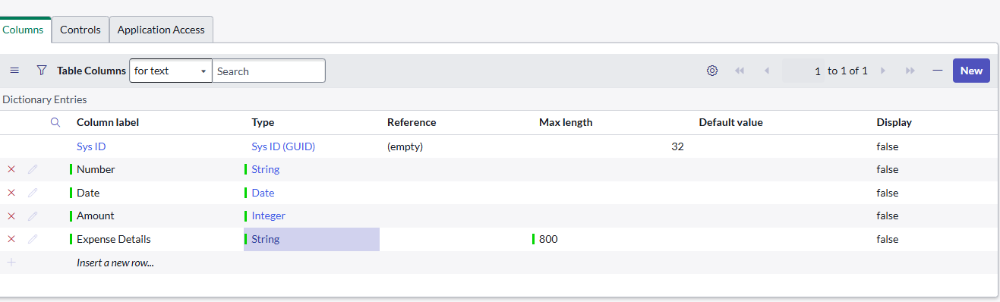 Columns Controls Application Access
Table Columns for text Search 1 to 1 of 1 New
Dictionary Entries
Column label Type Reference Max length Default value Display
Sys ID Sys ID (GUID) (empty) 32 false
Number String false
Date Date false
Amount Integer false
Expense Details String 800 false
Insert a new row...